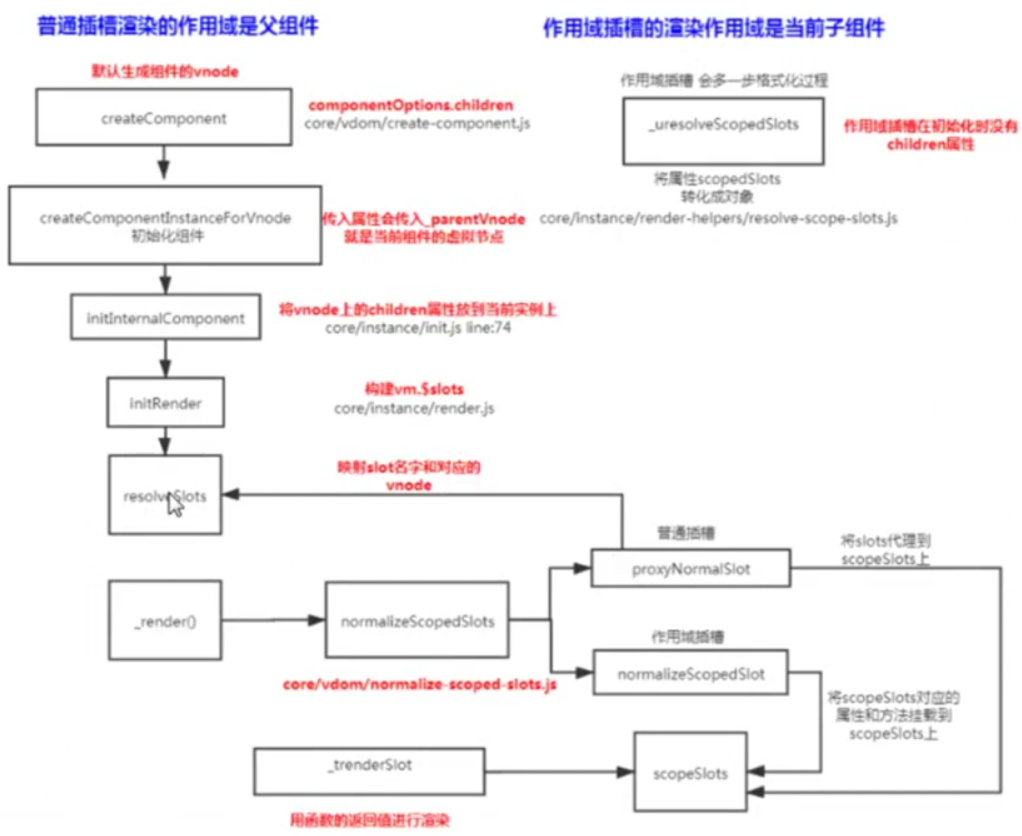 普通插槽渲染的作用域是父组件
作用域插槽的渲染作用域是当前子组件
默认生成组件的vnode
createComponent
componentOptions.children
core/vdom/create-component.js
作用域插槽 会多一步格式化过程
_uresolveScopedSlots
作用域插槽在初始化时没有
children属性
将属性scopedSlots
转化成对象
core/instance/render-helpers/resolve-scope-slots.js
createComponentInstanceForVnode
初始化组件
传入属性会传入_parentVnode
就是当前组件的虚拟节点
initInternalComponent
将vnode上的children属性放到当前实例上
core/instance/init.js line:74
initRender
构建vm.$slots
core/instance/render.js
resolveSlots
映射slot名字和对应的
vnode
普通插槽
proxyNormalSlot
将slots代理到
scopeSlots上
_render()
normalizeScopedSlots
core/vdom/normalize-scoped-slots.js
作用域插槽
normalizeScopedSlot
将scopeSlots对应的
属性和方法挂载到
scopeSlots上
_trenderSlot
scopeSlots
用函数的返回值进行渲染